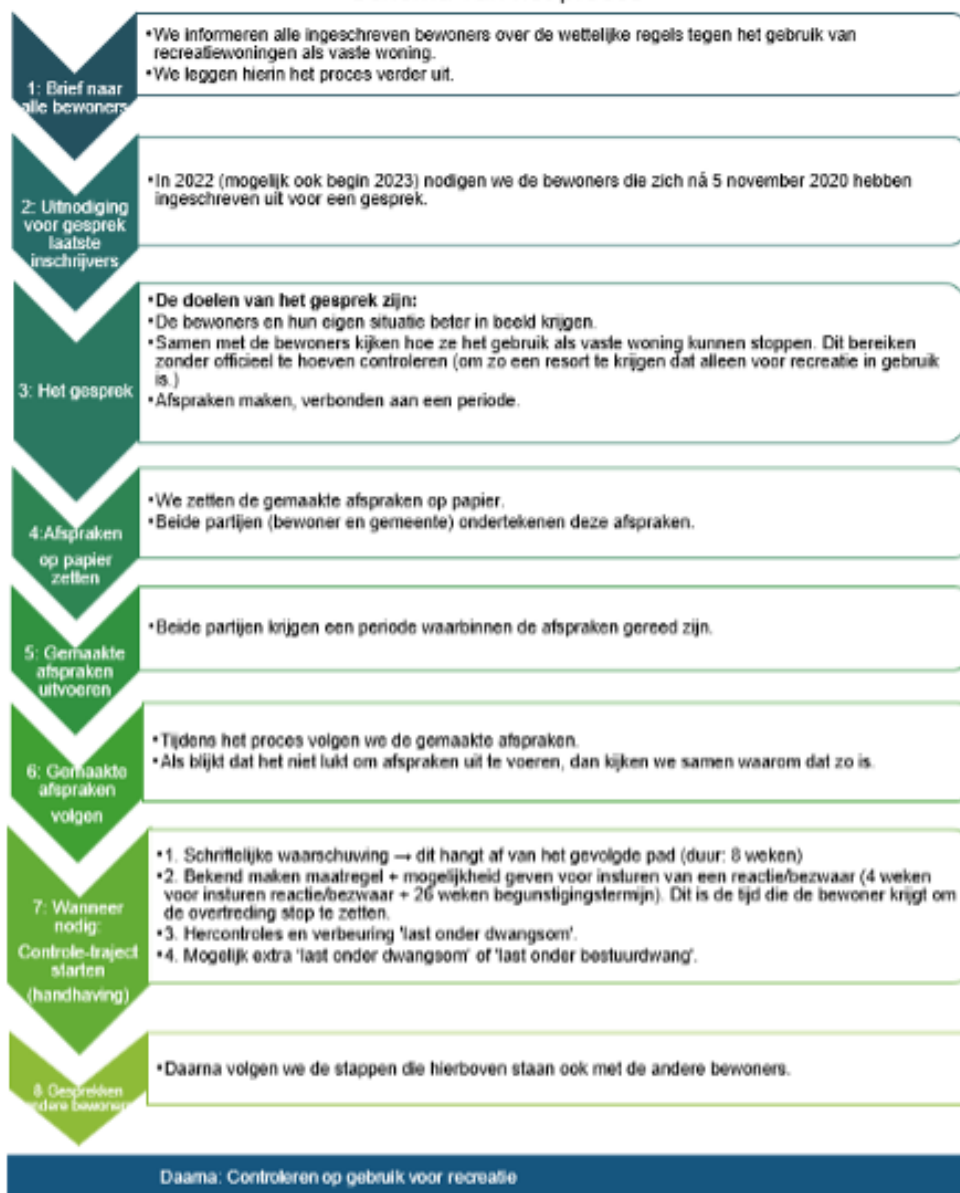 1: Brief naar
alle bewoners
•We informeren alle ingeschreven bewoners over de wettelijke regels tegen het gebruik van
recreatiewoningen als vaste woning.
•We leggen hierin het proces verder uit.
2: Uitnodiging
voor gesprek
laatste
inschrijvers
•In 2022 (mogelijk ook begin 2023) nodigen we de bewoners die zich ná 5 november 2020 hebben
ingeschreven uit voor een gesprek.
3: Het gesprek
•De doelen van het gesprek zijn:
•De bewoners en hun eigen situatie beter in beeld krijgen.
•Samen met de bewoners kijken hoe ze het gebruik als vaste woning kunnen stoppen. Dit bereiken
zonder officieel te hoeven controleren (om zo een resort te krijgen dat alleen voor recreatie in gebruik
is.)
•Afspraken maken, verbonden aan een periode.
4:Afspraken
op papier
zetten
•We zetten de gemaakte afspraken op papier.
•Beide partijen (bewoner en gemeente) ondertekenen deze afspraken.
5: Gemaakte
afspraken
uitvoeren
•Beide partijen krijgen een periode waarbinnen de afspraken gereed zijn.
6: Gemaakte
afspraken
volgen
•Tijdens het proces volgen we de gemaakte afspraken.
•Als blijkt dat het niet lukt om afspraken uit te voeren, dan kijken we samen waarom dat zo is.
7: Wanneer
nodig:
Controle-traject
starten
(handhaving)
•1. Schriftelijke waarschuwing → dit hangt af van het gevolgde pad (duur: 8 weken)
•2. Bekend maken maatregel + mogelijkheid geven voor insturen van een reactie/bezwaar (4 weken
voor insturen reactie/bezwaar + 26 weken begunstigingstermijn). Dit is de tijd die de bewoner krijgt om
de overtreding stop te zetten.
•3. Hercontroles en verbeuring 'last onder dwangsom'.
•4. Mogelijk extra 'last onder dwangsom' of 'last onder bestuurdwang'.
8 Gesprekken
andere bewoners
•Daarna volgen we de stappen die hierboven staan ook met de andere bewoners.
Daarna: Controleren op gebruik voor recreatie